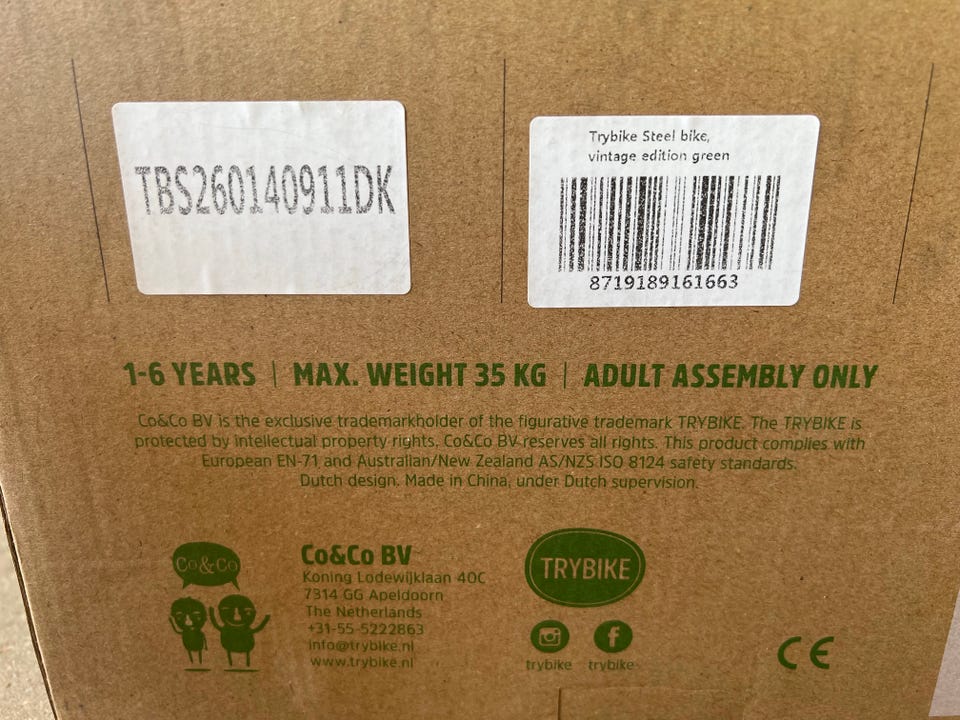 TBS260140911DK
Trybike Steel bike,
vintage edition green
8719189161663
1-6 YEARS | MAX. WEIGHT 35 KG | ADULT ASSEMBLY ONLY
Co&Co BV is the exclusive trademarkholder of the figurative trademark TRYBIKE. The TRYBIKE is
protected by intellectual property rights. Co&Co BV reserves all rights. This product complies with
European EN-71 and Australian/New Zealand AS/NZS ISO 8124 safety standards.
Dutch design. Made in China, under Dutch supervision.
Co&Co
Co&Co BV
Koning Lodewijklaan 40C
7314 GG Apeldoorn
The Netherlands
+31-55-5222863
info@trybike.nl
www.trybike.nl
TRYBIKE
trybike trybike
CE